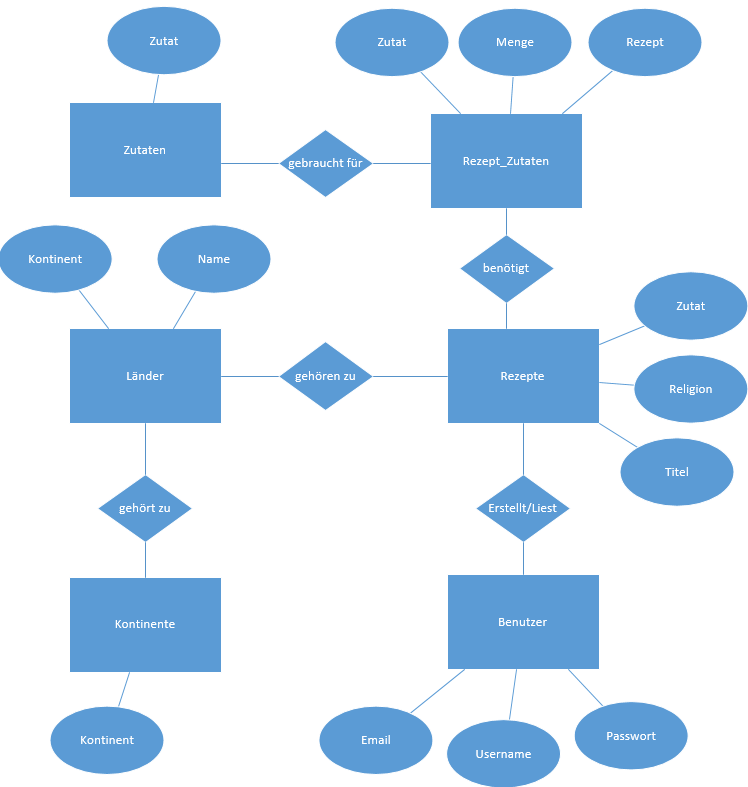 Zutat
Zutat
Menge
Rezept
Zutaten
gebraucht für
Rezept_Zutaten
Kontinent
Name
benötigt
Zutat
Länder
gehören zu
Rezepte
Religion
Titel
gehört zu
Erstellt/Liest
Kontinente
Benutzer
Kontinent
Email
Username
Passwort